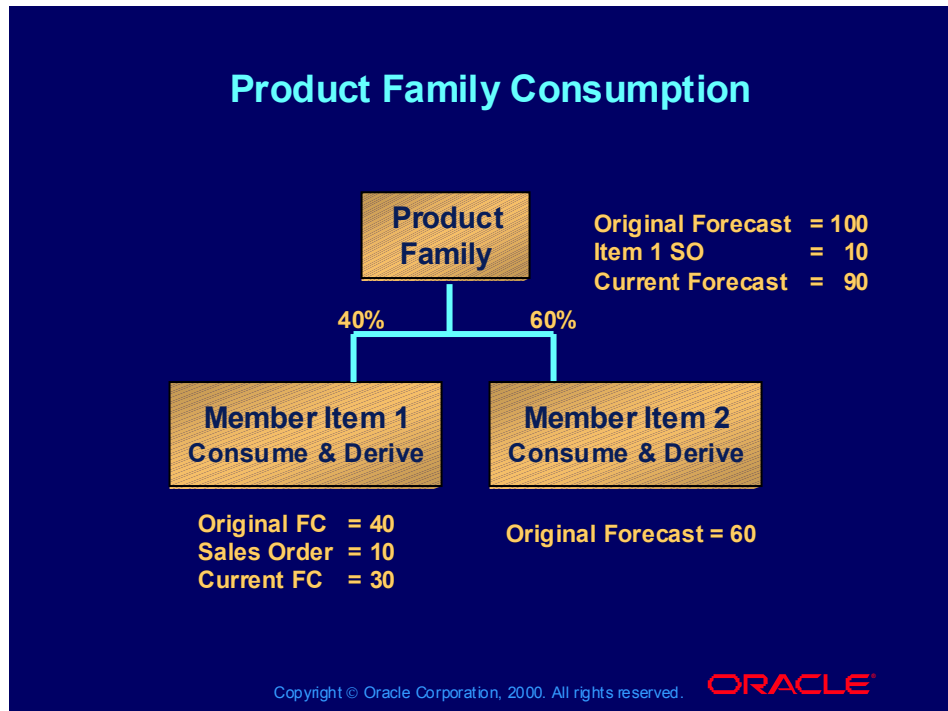 Product Family Consumption
Product
Family
Original Forecast = 100
Item 1 SO = 10
Current Forecast = 90
40% 60%
Member Item 1
Consume & Derive
Member Item 2
Consume & Derive
Original FC = 40
Sales Order = 10
Current FC = 30
Original Forecast = 60
Copyright © Oracle Corporation, 2000. All rights reserved.
ORACLE®